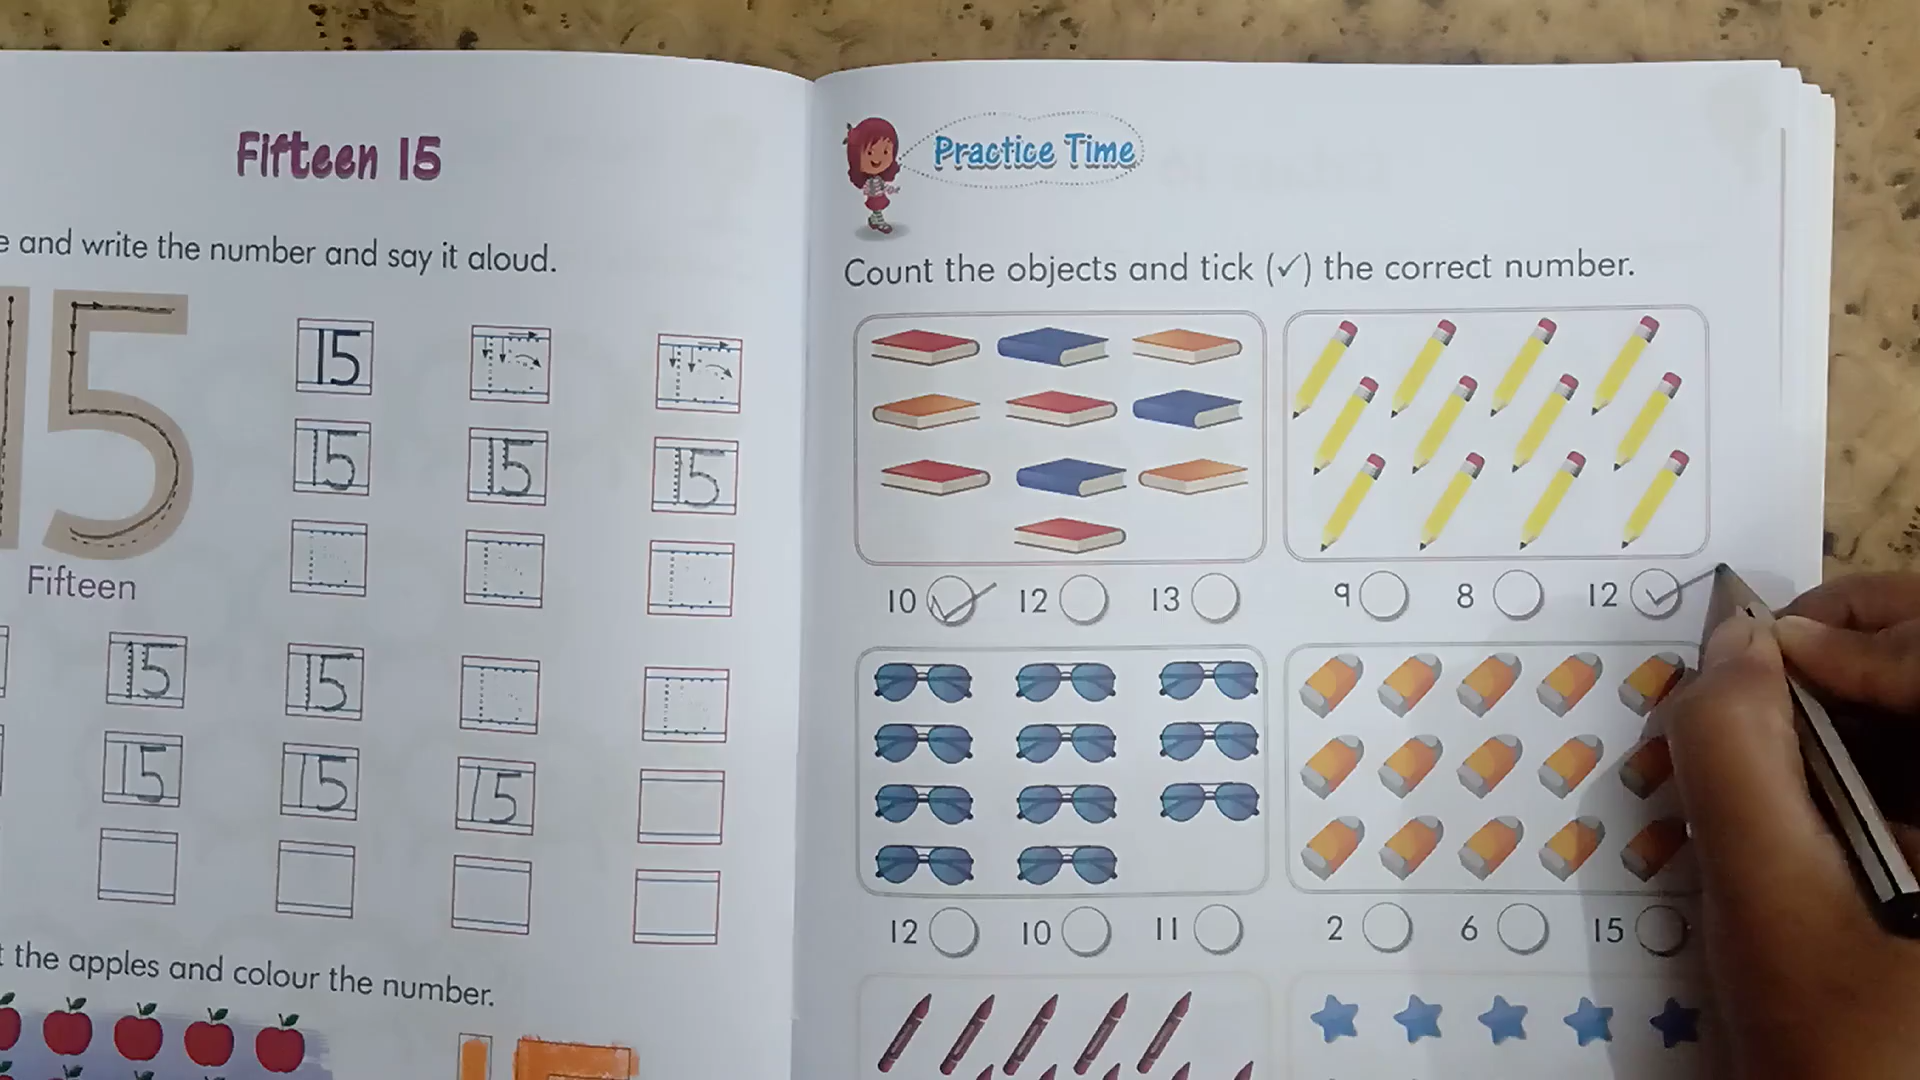 Fifteen 15
and write the number and say it aloud.
15
15 15 15
Fifteen
15 15
15 15 15
the apples and colour the number.
15
Practice Time
Count the objects and tick (✓) the correct number.
10 ✓ 12 13
9 8 12 ✓
12 10 11
2 6 15